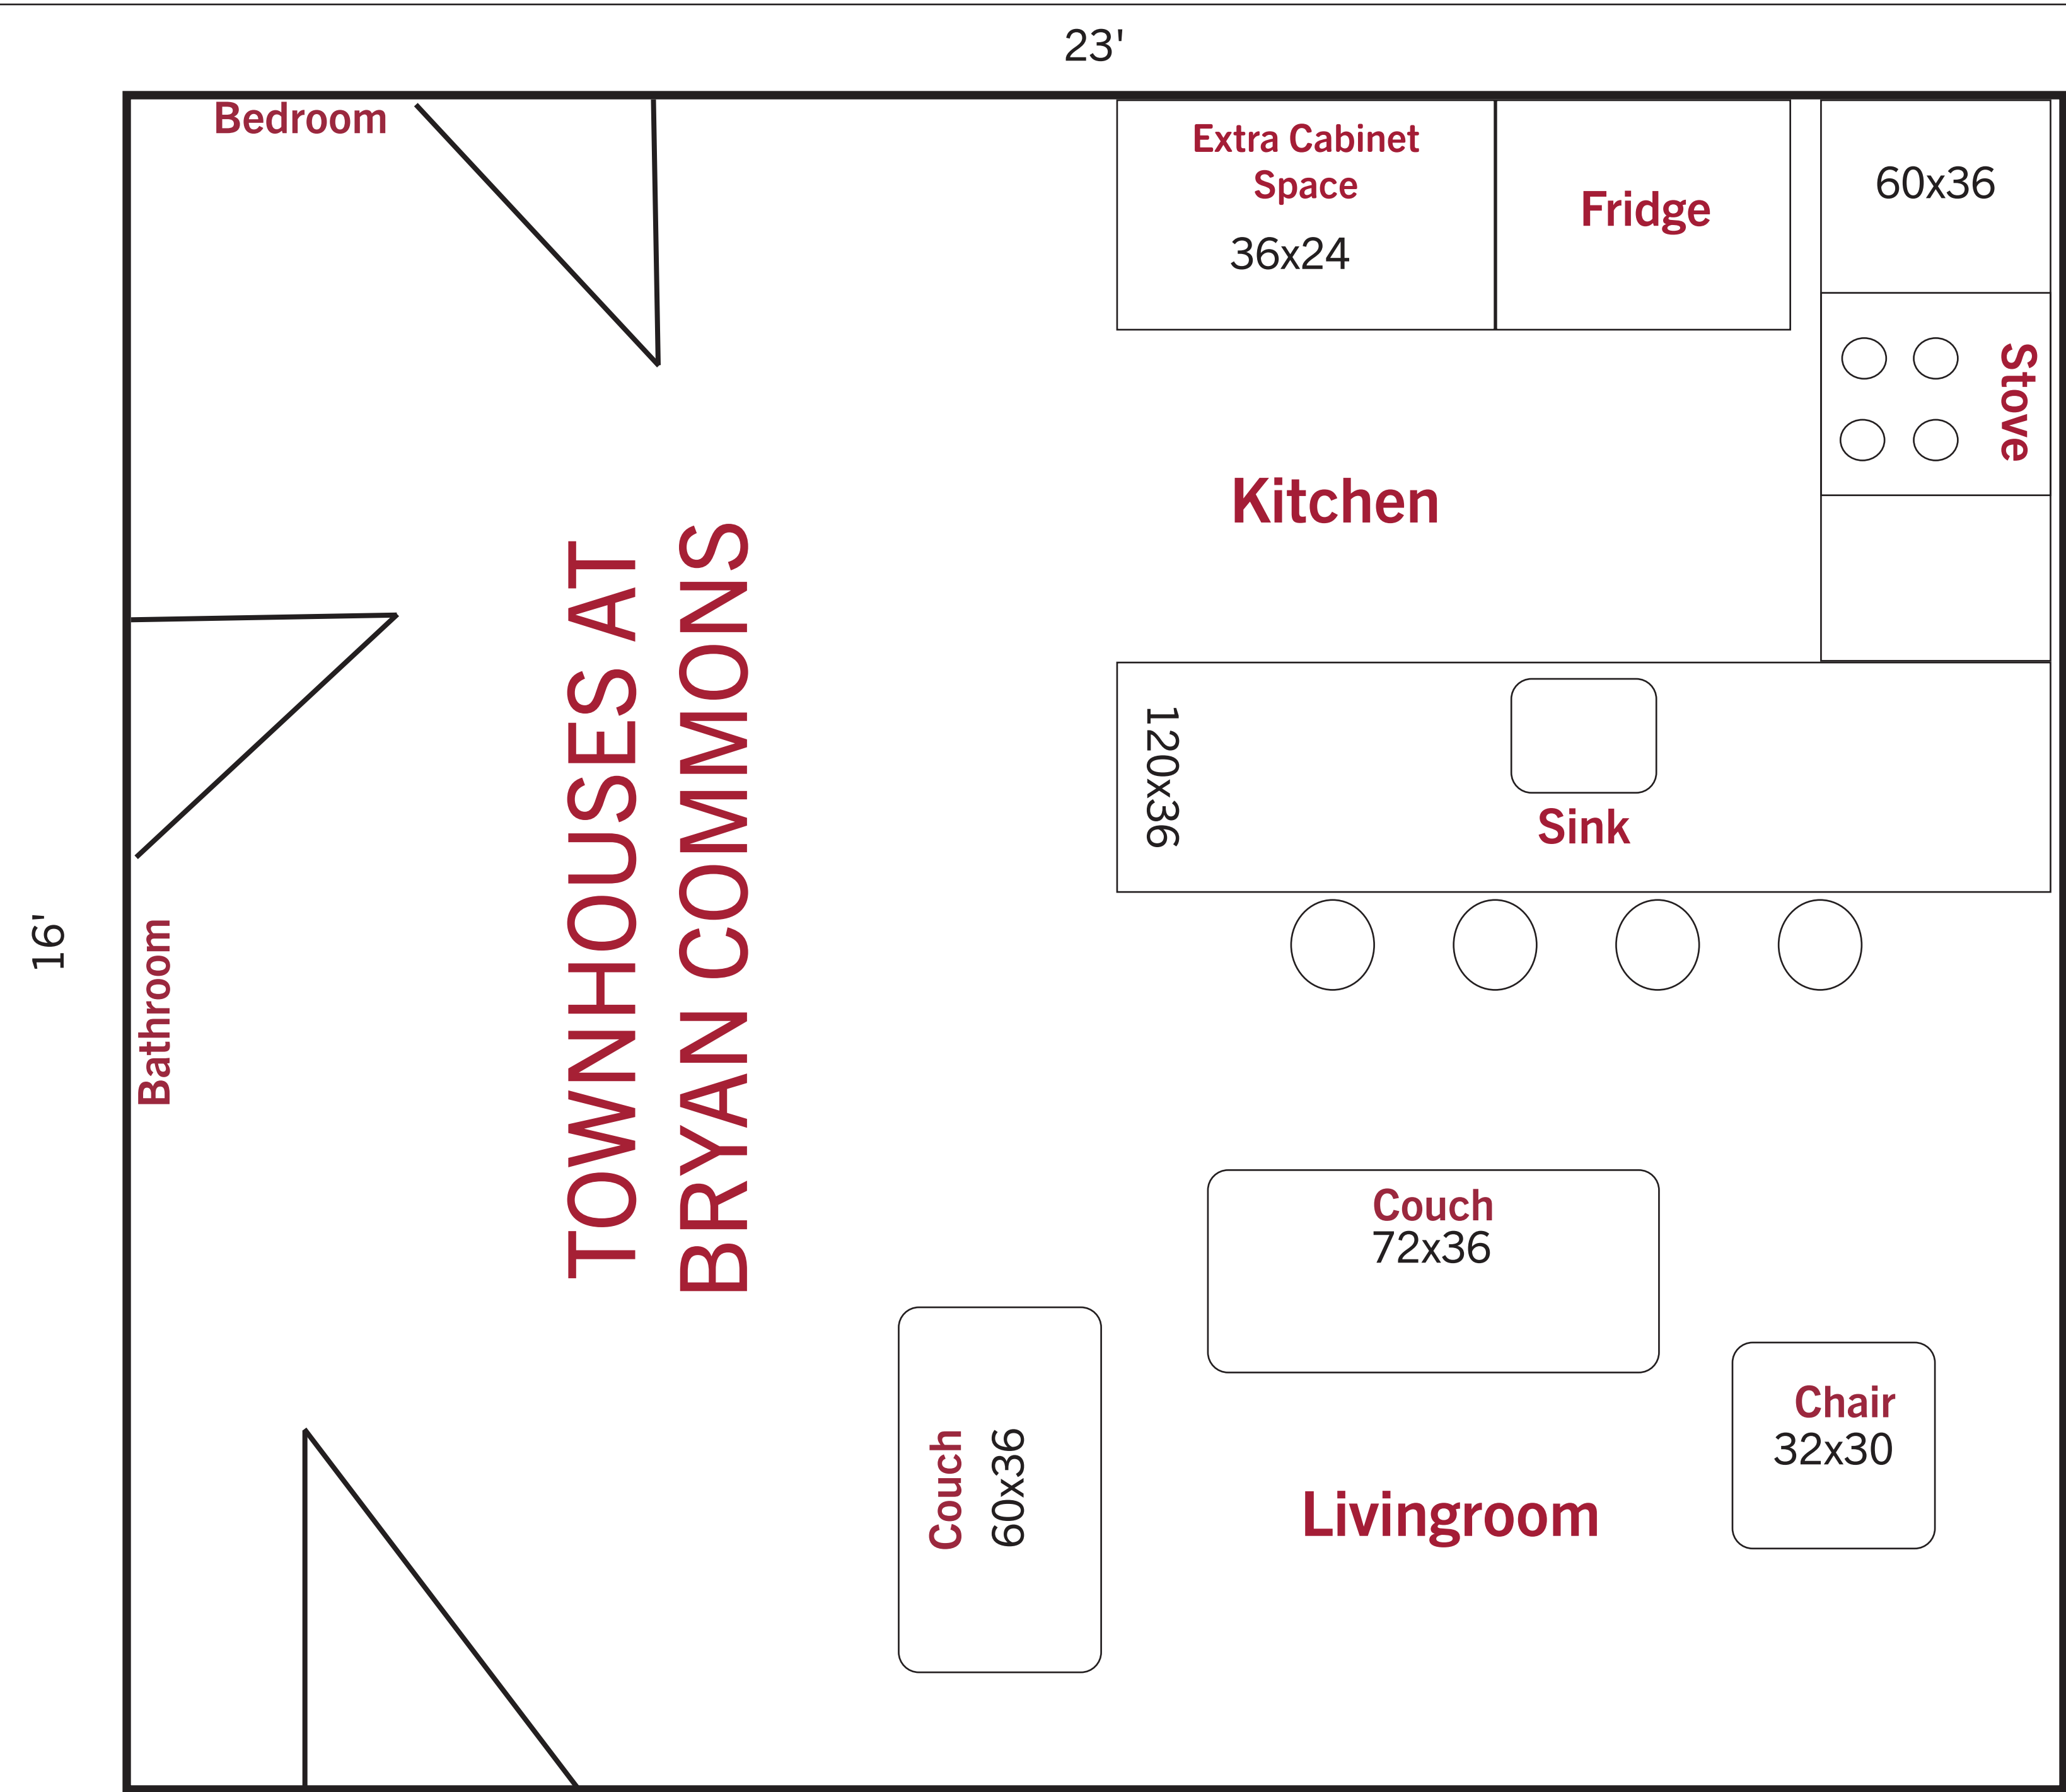 23'
Bedroom
Extra Cabinet
Space
36x24
Fridge
60x36
Stove
Kitchen
TOWNHOUSES AT
BRYAN COMMONS
120x36
Sink
16'
Bathroom
Couch
72x36
Couch
60x36
Chair
32x30
Livingroom